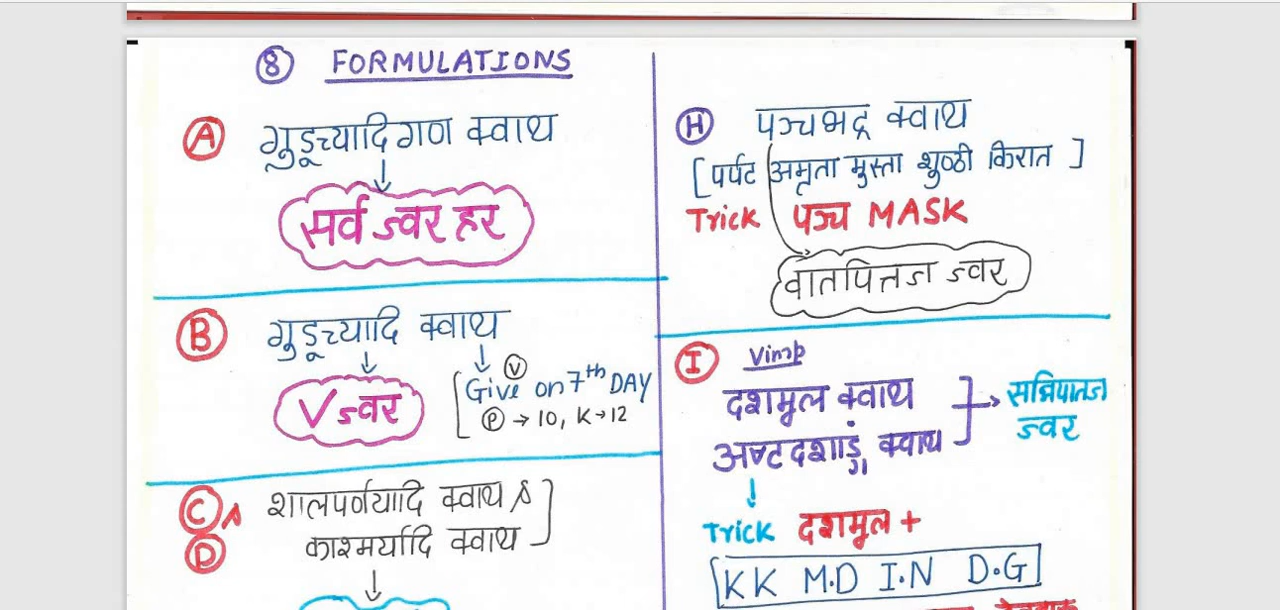 ⑧ FORMULATIONS
Ⓐ गुडूच्यादि गण क्वाथ
सर्व ज्वर हर
Ⓑ गुडूच्यादि क्वाथ
V ज्वर
[Give on 7th DAY
Ⓥ
Ⓟ → 10, K → 12
Ⓒ & शालपर्णयादि क्वाथ &
Ⓓ काश्मर्यादि क्वाथ
Ⓗ पञ्चभद्र क्वाथ
[पर्पट अमृता मुस्ता शुण्ठी किरात]
Trick पञ्च MASK
वातपित्तज ज्वर
Ⓘ Vimp
दशमूल क्वाथ
अष्टदशाङ्ग क्वाथ
→ सन्निपातज
ज्वर
Trick दशमूल +
[KK M.D I.N D.G]